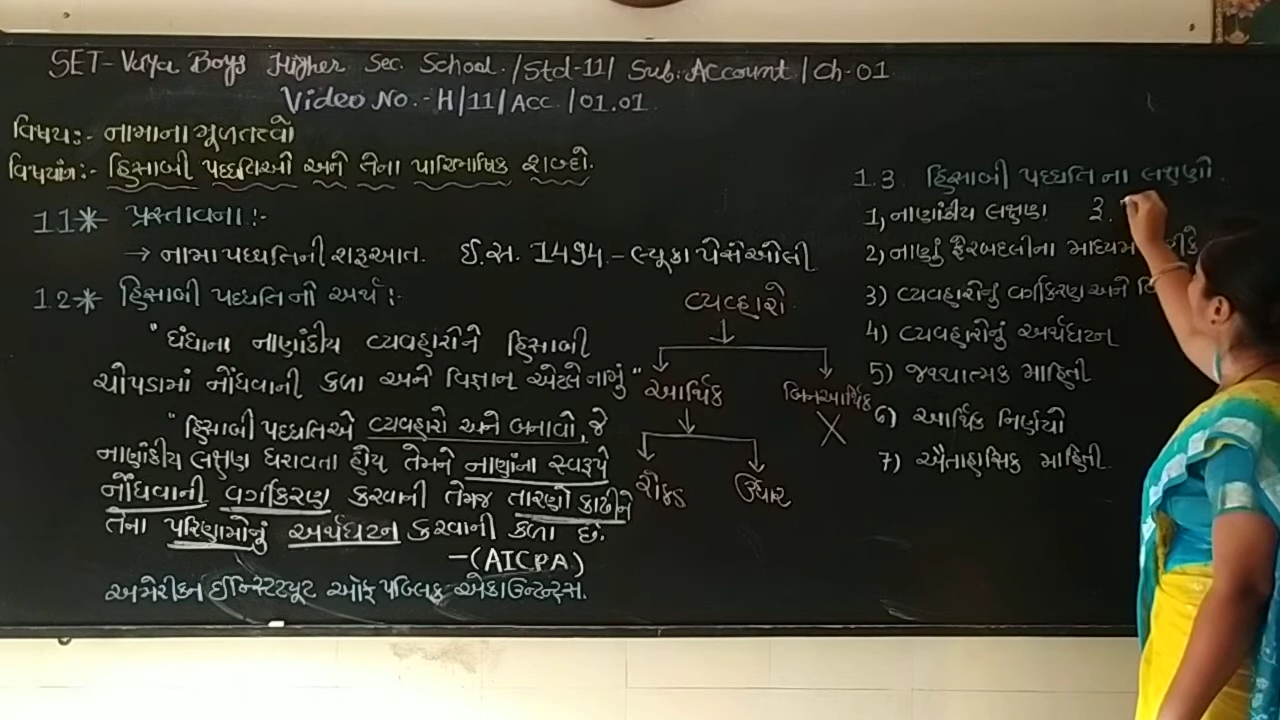 SET-Vurya Boys Higher Sec. School./Std-11/ Sub. Account/Ch-01
Video No.-H/11/Acc./01.01.
વિષય:- નામાના મૂળતત્ત્વો
વિષયાંગ:- હિસાબી પદ્ધતિઓ અને તેના પારિભાષિક શબ્દો.
1.1* પ્રસ્તાવના :-
→ નામા પદ્ધતિની શરૂઆત. ઈ.સ. 1494 - લ્યુકા પેસીઓલી
1.2* હિસાબી પદ્ધતિનો અર્થ :-
"ધંધાના નાણાંકીય વ્યવહારોને હિસાબી
ચોપડામાં નોંધવાની કળા અને વિજ્ઞાન એટલે નામું"
"હિસાબી પદ્ધતિએ વ્યવહારો અને બનાવો, જે
નાણાંકીય લક્ષણ ધરાવતા હોય તેમને નાણાંના સ્વરૂપે
નોંધવાની વર્ગીકરણ કરવાની તેમજ તારણો કાઢીને
તેના પરિણામોનું અર્થઘટન કરવાની કળા છે.
-(AICPA)
અમેરીકન ઈન્સ્ટિટ્યૂટ ઓફ પબ્લિક એકાઉન્ટન્ટ્સ.
વ્યવહારો
આર્થિક બિનઆર્થિક
રોકડ ઉધાર
1.3 હિસાબી પદ્ધતિ ના લક્ષણો.
1, નાણાંકીય લક્ષણ રૂ.
2) નાણું ફેરબદલીના માધ્યમ
3) વ્યવહારોનું વર્ગીકરણ અને
4) વ્યવહારોનું અર્થઘટન
5) જથ્થાત્મક માહિતી
6) આર્થિક નિર્ણયો
7) ઐતાહાસિક માહિતી.